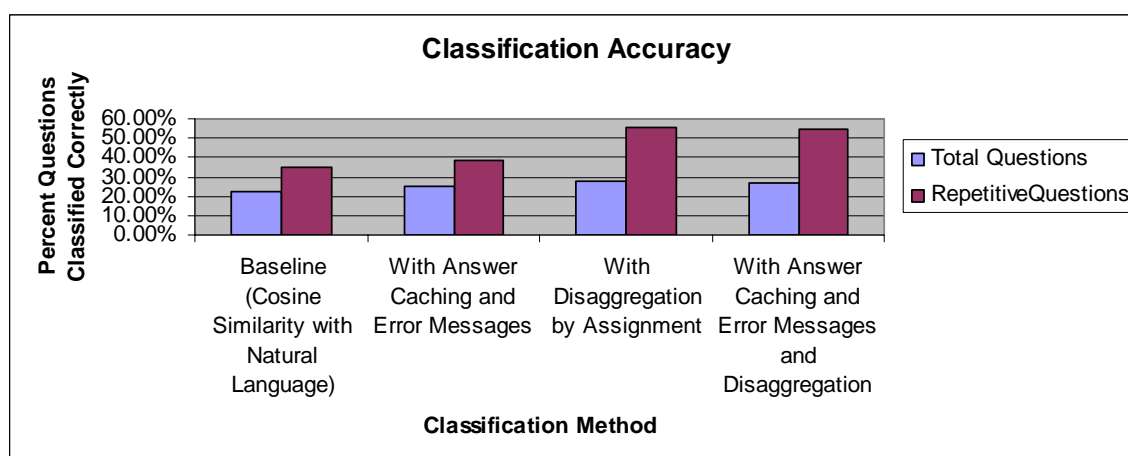 Classification Accuracy
Percent Questions
Classified Correctly
60.00%
50.00%
40.00%
30.00%
20.00%
10.00%
0.00%
Baseline
(Cosine
Similarity with
Natural
Language)
With Answer
Caching and
Error Messages
With
Disaggregation
by Assignment
With Answer
Caching and
Error Messages
and
Disaggregation
Classification Method
Total Questions
RepetitiveQuestions